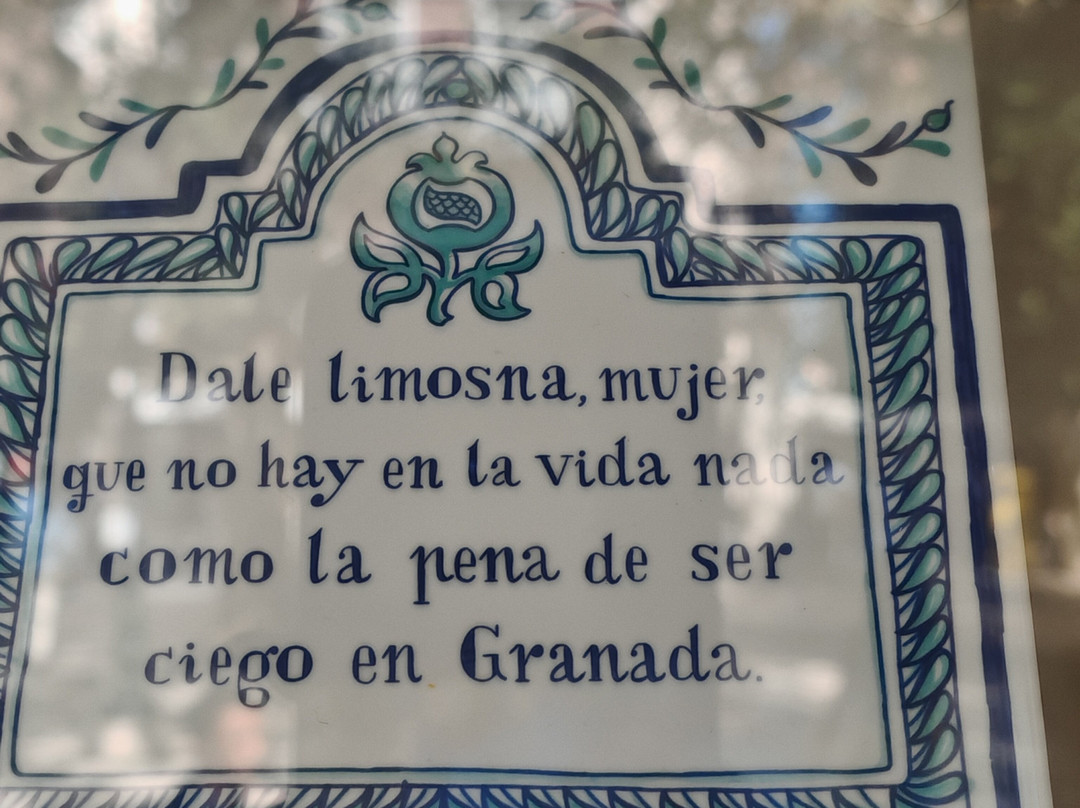 Dale limosna, mujer,
que no hay en la vida nada
como la pena de ser
ciego en Granada.